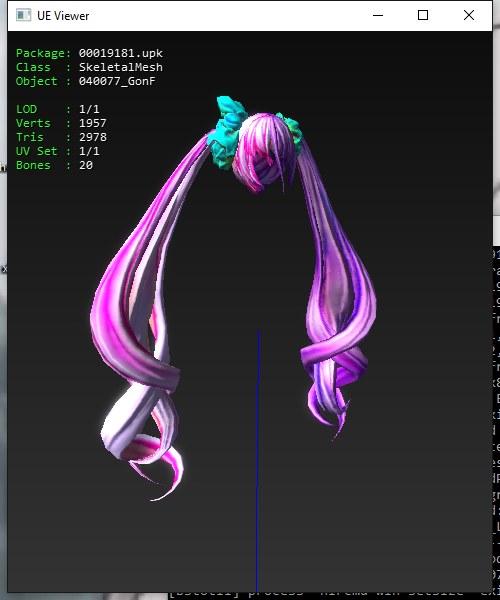 UE Viewer
Package: 00019181.upk
Class : SkeletalMesh
Object : 040077_GonF
LOD : 1/1
Verts : 1957
Tris : 2978
UV Set : 1/1
Bones : 20